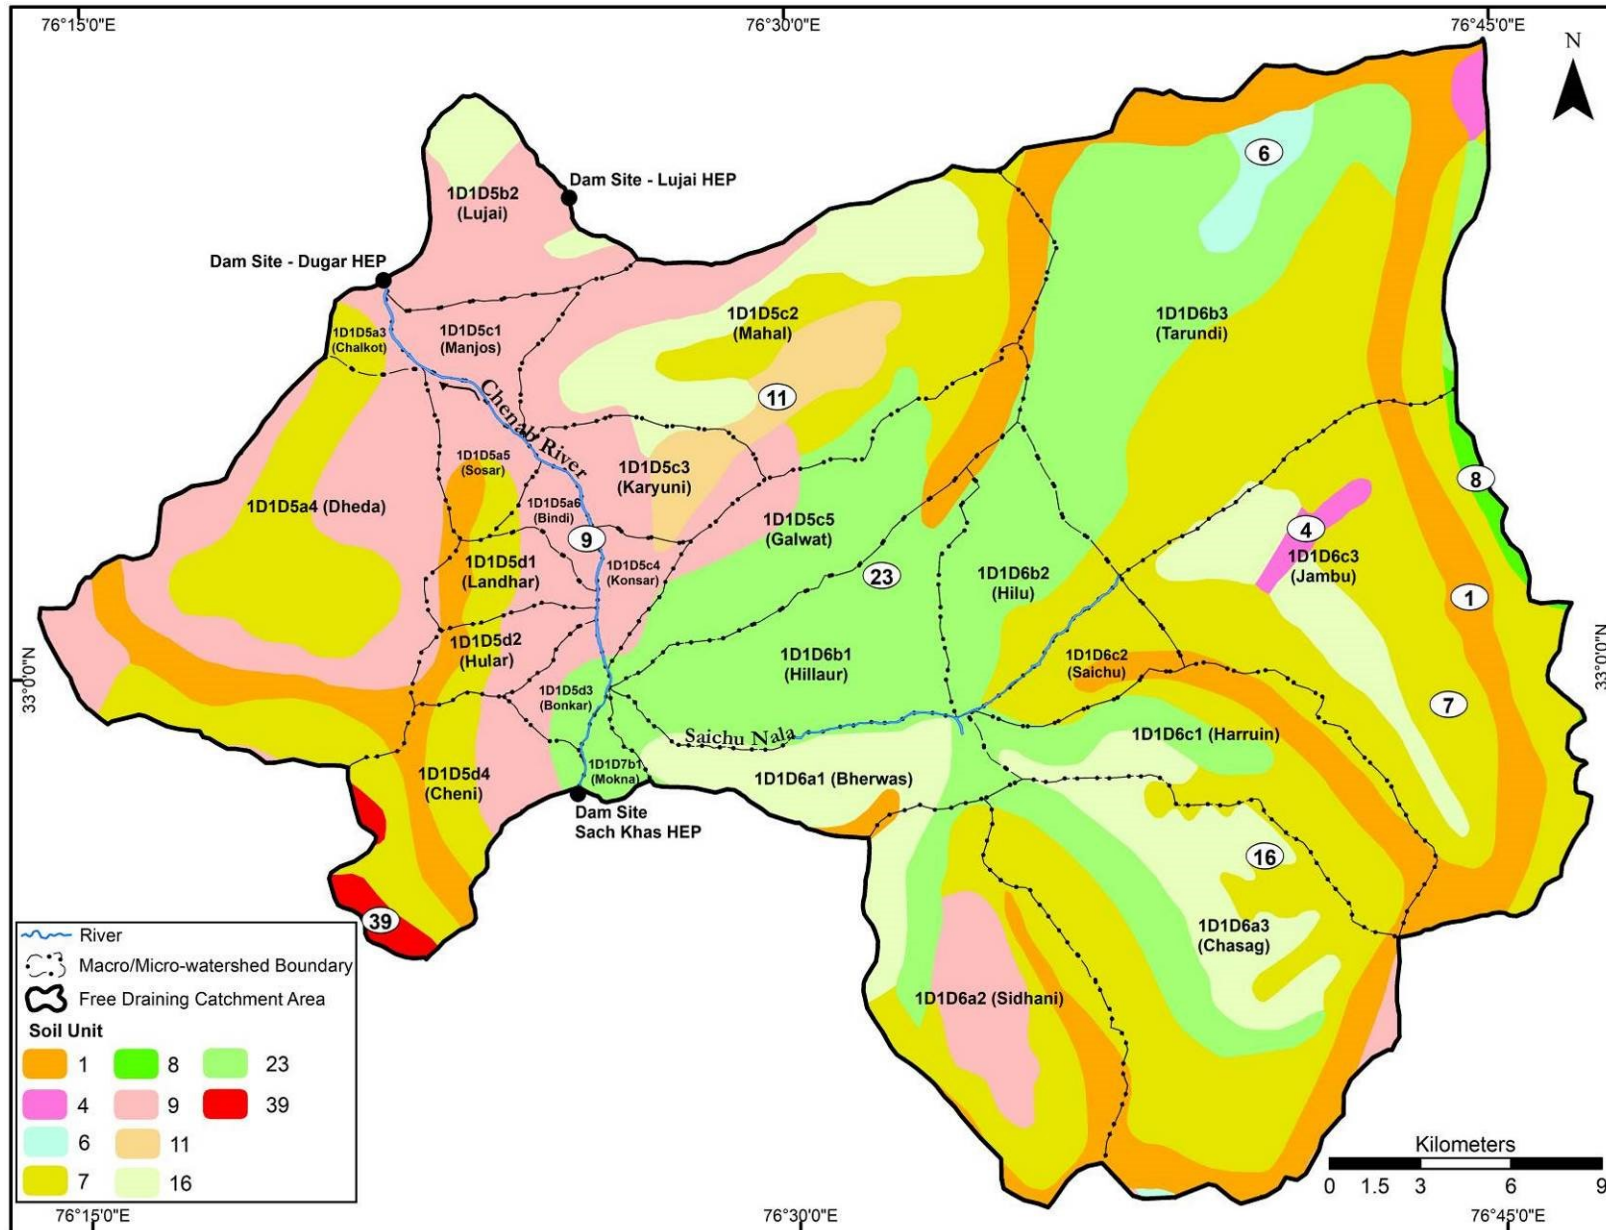 76°15'0"E
76°30'0"E
76°45'0"E
N
6
1D1D5b2
(Lujai)
Dam Site - Lujai HEP
Dam Site - Dugar HEP
1D1D5a3
(Chalkot)
1D1D5c1
(Manjos)
1D1D5c2
(Mahal)
1D1D6b3
(Tarundi)
Chenab River
11
1D1D5a5
(Sosar)
1D1D5c3
(Karyuni)
8
1D1D5a4 (Dheda)
1D1D5a6
(Bindi)
1D1D5c5
(Galwat)
4
9
1D1D5d1
(Landhar)
1D1D5c4
(Konsar)
23
1D1D6b2
(Hilu)
1D1D6c3
(Jambu)
1
1D1D5d2
(Hular)
1D1D6b1
(Hillaur)
1D1D6c2
(Saichu)
33°0'0"N
33°0'0"N
1D1D5d3
(Bonkar)
7
Saichu Nala
1D1D6c1 (Harruin)
1D1D5d4
(Cheni)
1D1D7b1
(Mokna)
1D1D6a1 (Bherwas)
Dam Site
Sach Khas HEP
16
39
1D1D6a3
(Chasag)
1D1D6a2 (Sidhani)
River
Macro/Micro-watershed Boundary
Free Draining Catchment Area
Soil Unit
1
8
23
4
9
39
6
11
7
16
Kilometers
0 1.5 3 6 9
76°15'0"E
76°30'0"E
76°45'0"E